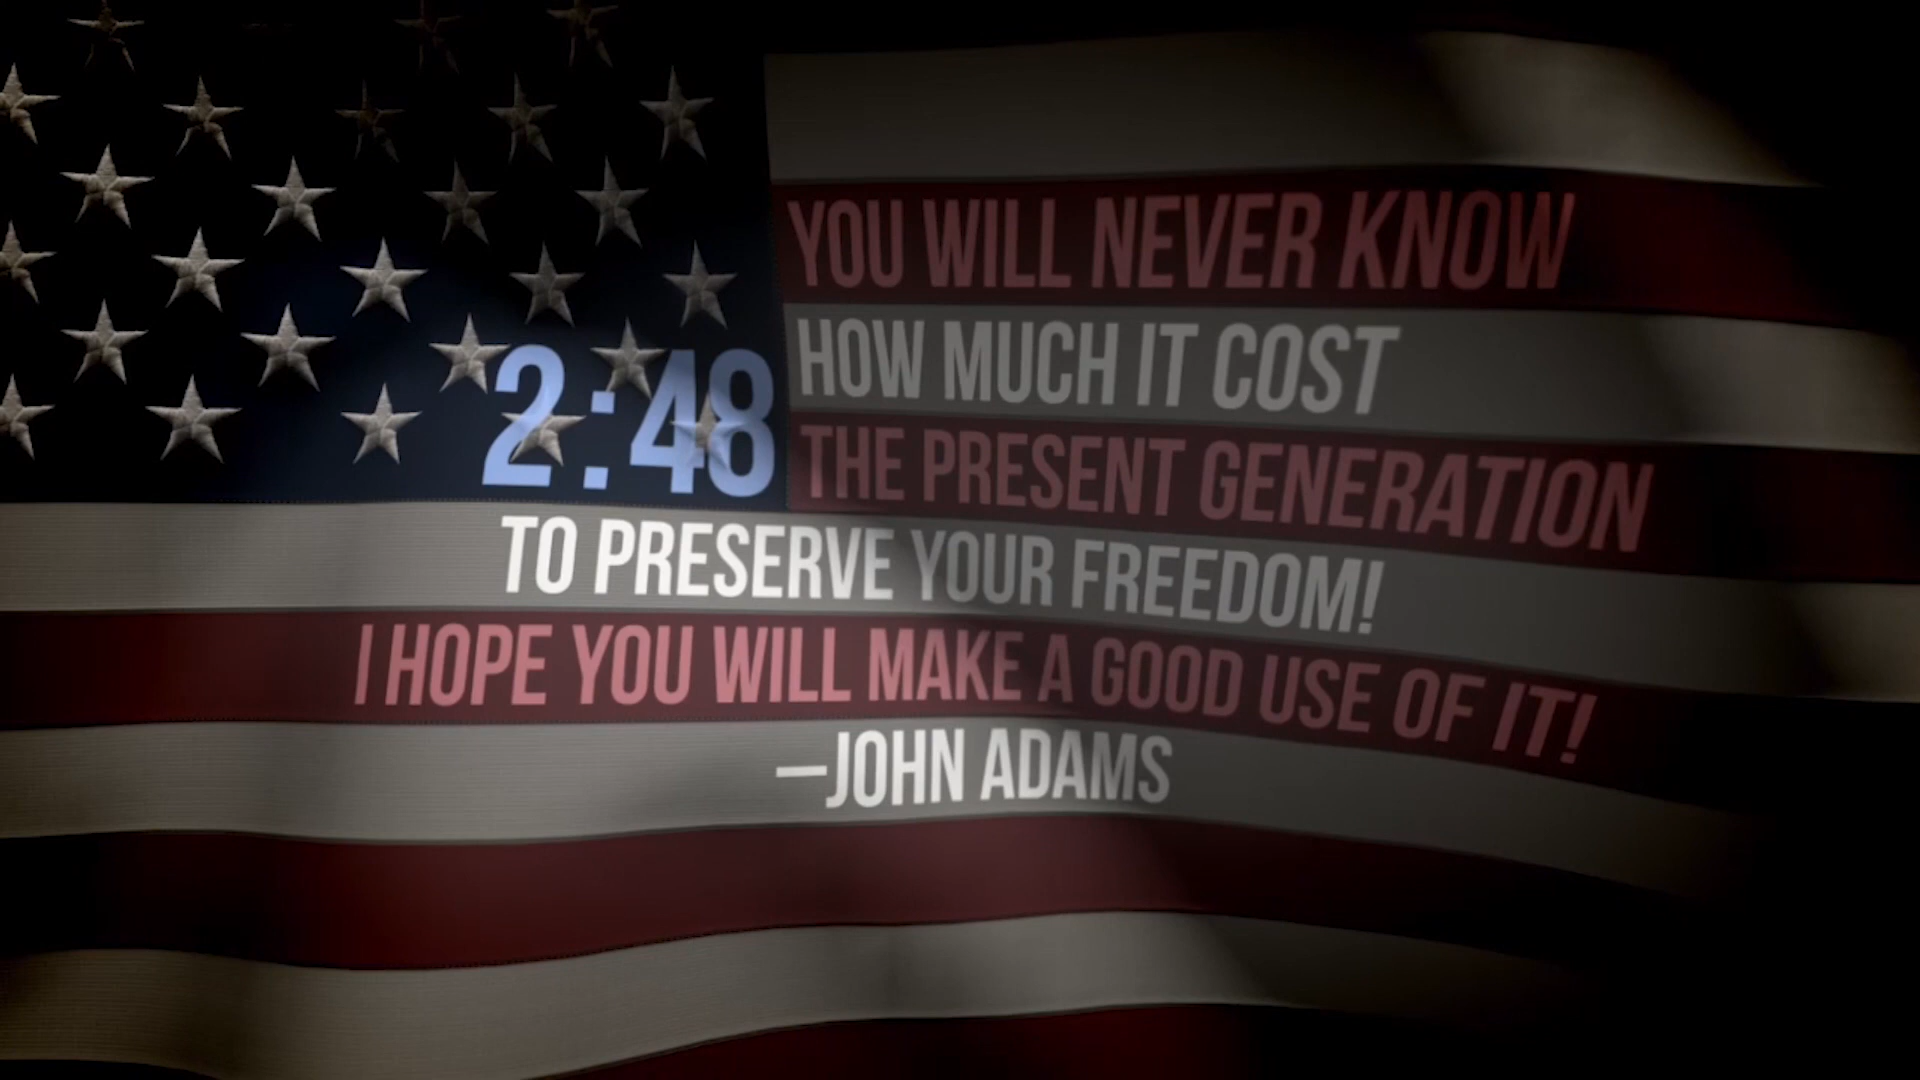 YOU WILL NEVER KNOW
HOW MUCH IT COST
2:48
THE PRESENT GENERATION
TO PRESERVE YOUR FREEDOM!
I HOPE YOU WILL MAKE A GOOD USE OF IT!
—JOHN ADAMS